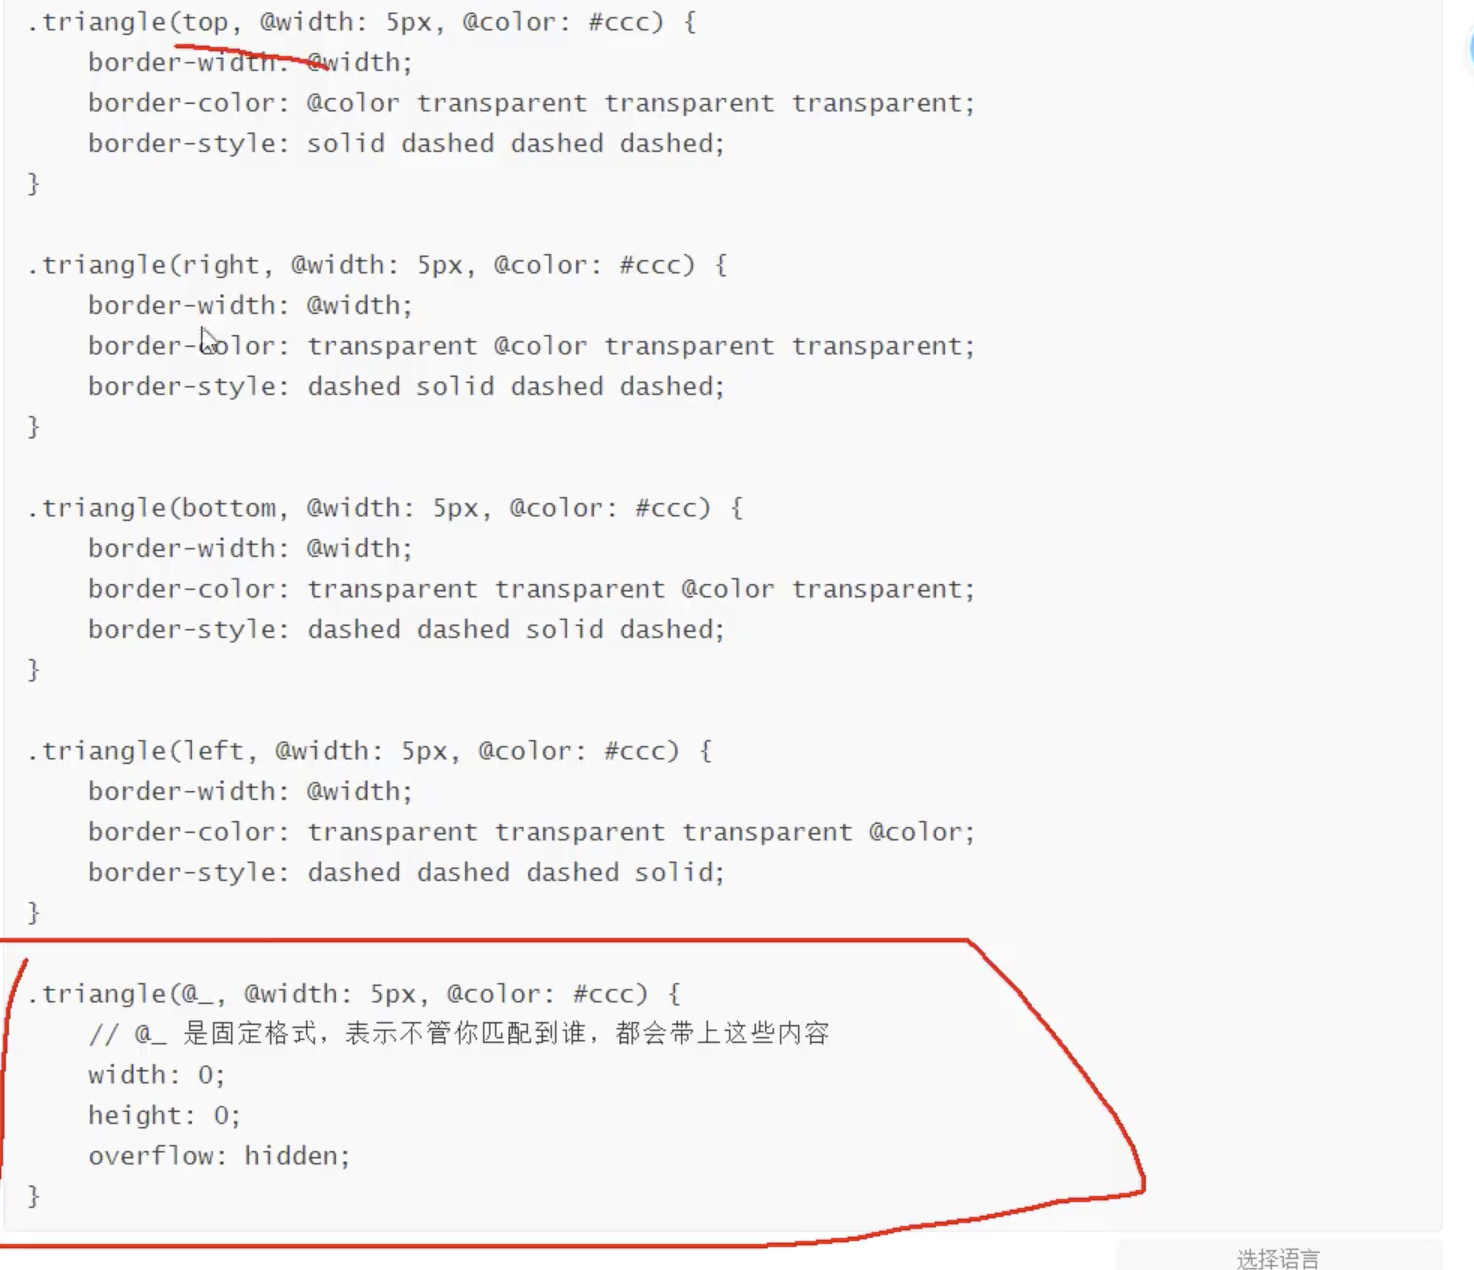 .triangle(top, @width: 5px, @color: #ccc) {
    border-width: @width;
    border-color: @color transparent transparent transparent;
    border-style: solid dashed dashed dashed;
}

.triangle(right, @width: 5px, @color: #ccc) {
    border-width: @width;
    border-color: transparent @color transparent transparent;
    border-style: dashed solid dashed dashed;
}

.triangle(bottom, @width: 5px, @color: #ccc) {
    border-width: @width;
    border-color: transparent transparent @color transparent;
    border-style: dashed dashed solid dashed;
}

.triangle(left, @width: 5px, @color: #ccc) {
    border-width: @width;
    border-color: transparent transparent transparent @color;
    border-style: dashed dashed dashed solid;
}

.triangle(@_, @width: 5px, @color: #ccc) {
    // @_ 是固定格式，表示不管你匹配到谁，都会带上这些内容
    width: 0;
    height: 0;
    overflow: hidden;
}
选择语言